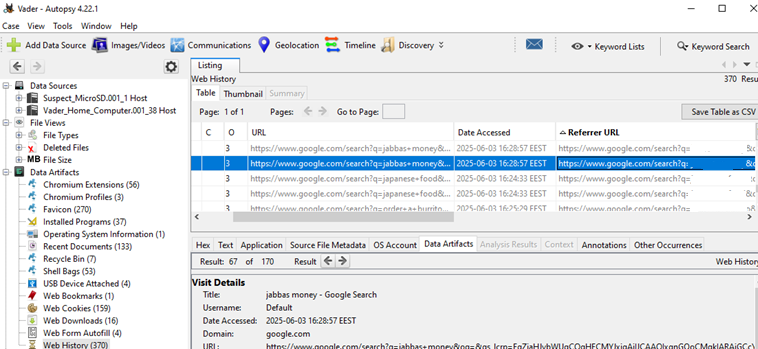 Vader - Autopsy 4.22.1
Case View Tools Window Help
Add Data Source Images/Videos Communications Geolocation Timeline Discovery Keyword Lists Keyword Search
Listing
Web History 370 Resu
Table Thumbnail Summary
Page: 1 of 1 Pages: Go to Page: Save Table as CSV
C O URL Date Accessed Referrer URL
3 https://www.google.com/search?q=jabbas+money&... 2025-06-03 16:28:57 EEST https://www.google.com/search?q=
3 https://www.google.com/search?q=jabbas+money&... 2025-06-03 16:28:57 EEST https://www.google.com/search?q=
3 https://www.google.com/search?q=japanese+food&... 2025-06-03 16:24:33 EEST https://www.google.com/search?q=
3 https://www.google.com/search?q=japanese+food&... 2025-06-03 16:24:33 EEST https://www.google.com/search?q=
3 https://www.google.com/search?q=order+a+burrito... 2025-06-03 16:25:29 EEST https://www.google.com/search?q=
Data Sources
Suspect_MicroSD.001_1 Host
Vader_Home_Computer.001_38 Host
File Views
File Types
Deleted Files
MB File Size
Data Artifacts
Chromium Extensions (56)
Chromium Profiles (3)
Favicon (270)
Installed Programs (37)
Operating System Information (1)
Recent Documents (133)
Recycle Bin (7)
Shell Bags (53)
USB Device Attached (4)
Web Bookmarks (1)
Web Cookies (159)
Web Downloads (16)
Web Form Autofill (4)
Web History (370)
Hex Text Application Source File Metadata OS Account Data Artifacts Analysis Results Context Annotations Other Occurrences
Result: 67 of 170 Result Web History
Visit Details
Title: jabbas money - Google Search
Username: Default
Date Accessed: 2025-06-03 16:28:57 EEST
Domain: google.com
URL: